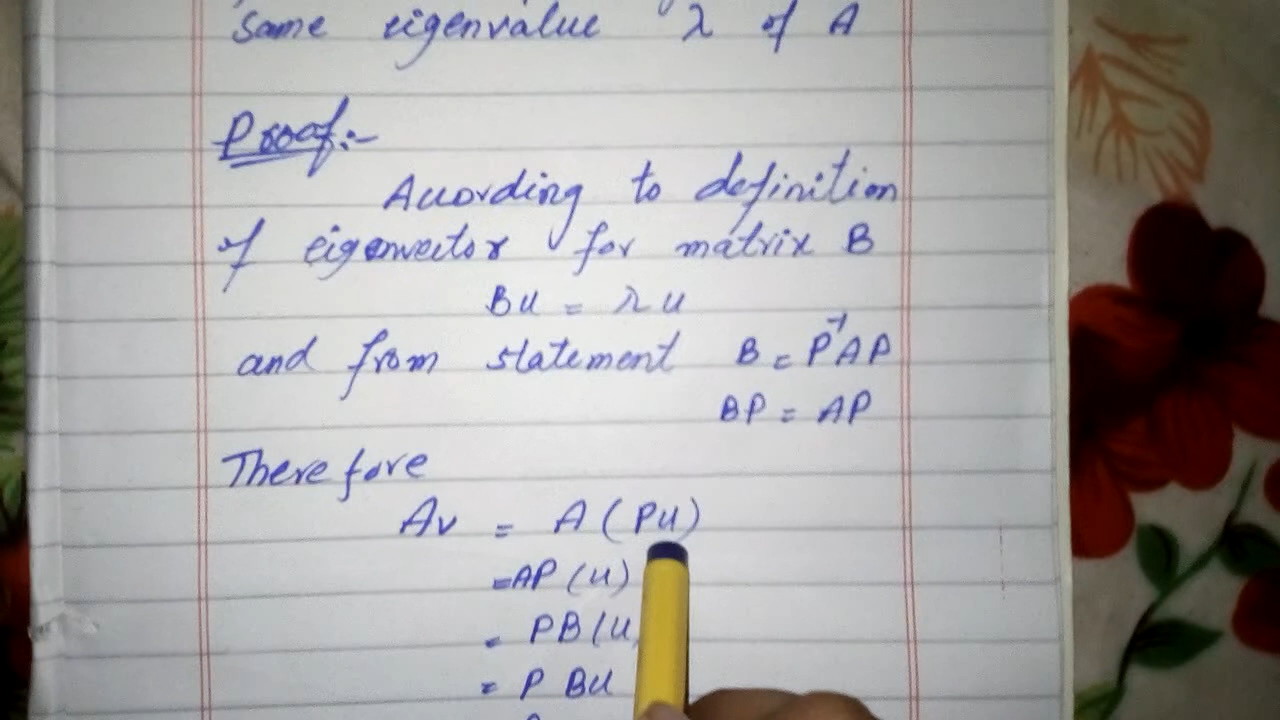 Same eigenvalue λ of A
Proof:-
According to definition
of eigenvector for matrix B
Bu = λu
and from statement B = P⁻¹AP
BP = AP
Therefore
Av = A(Pu)
= AP(u)
= PB(u
= P Bu